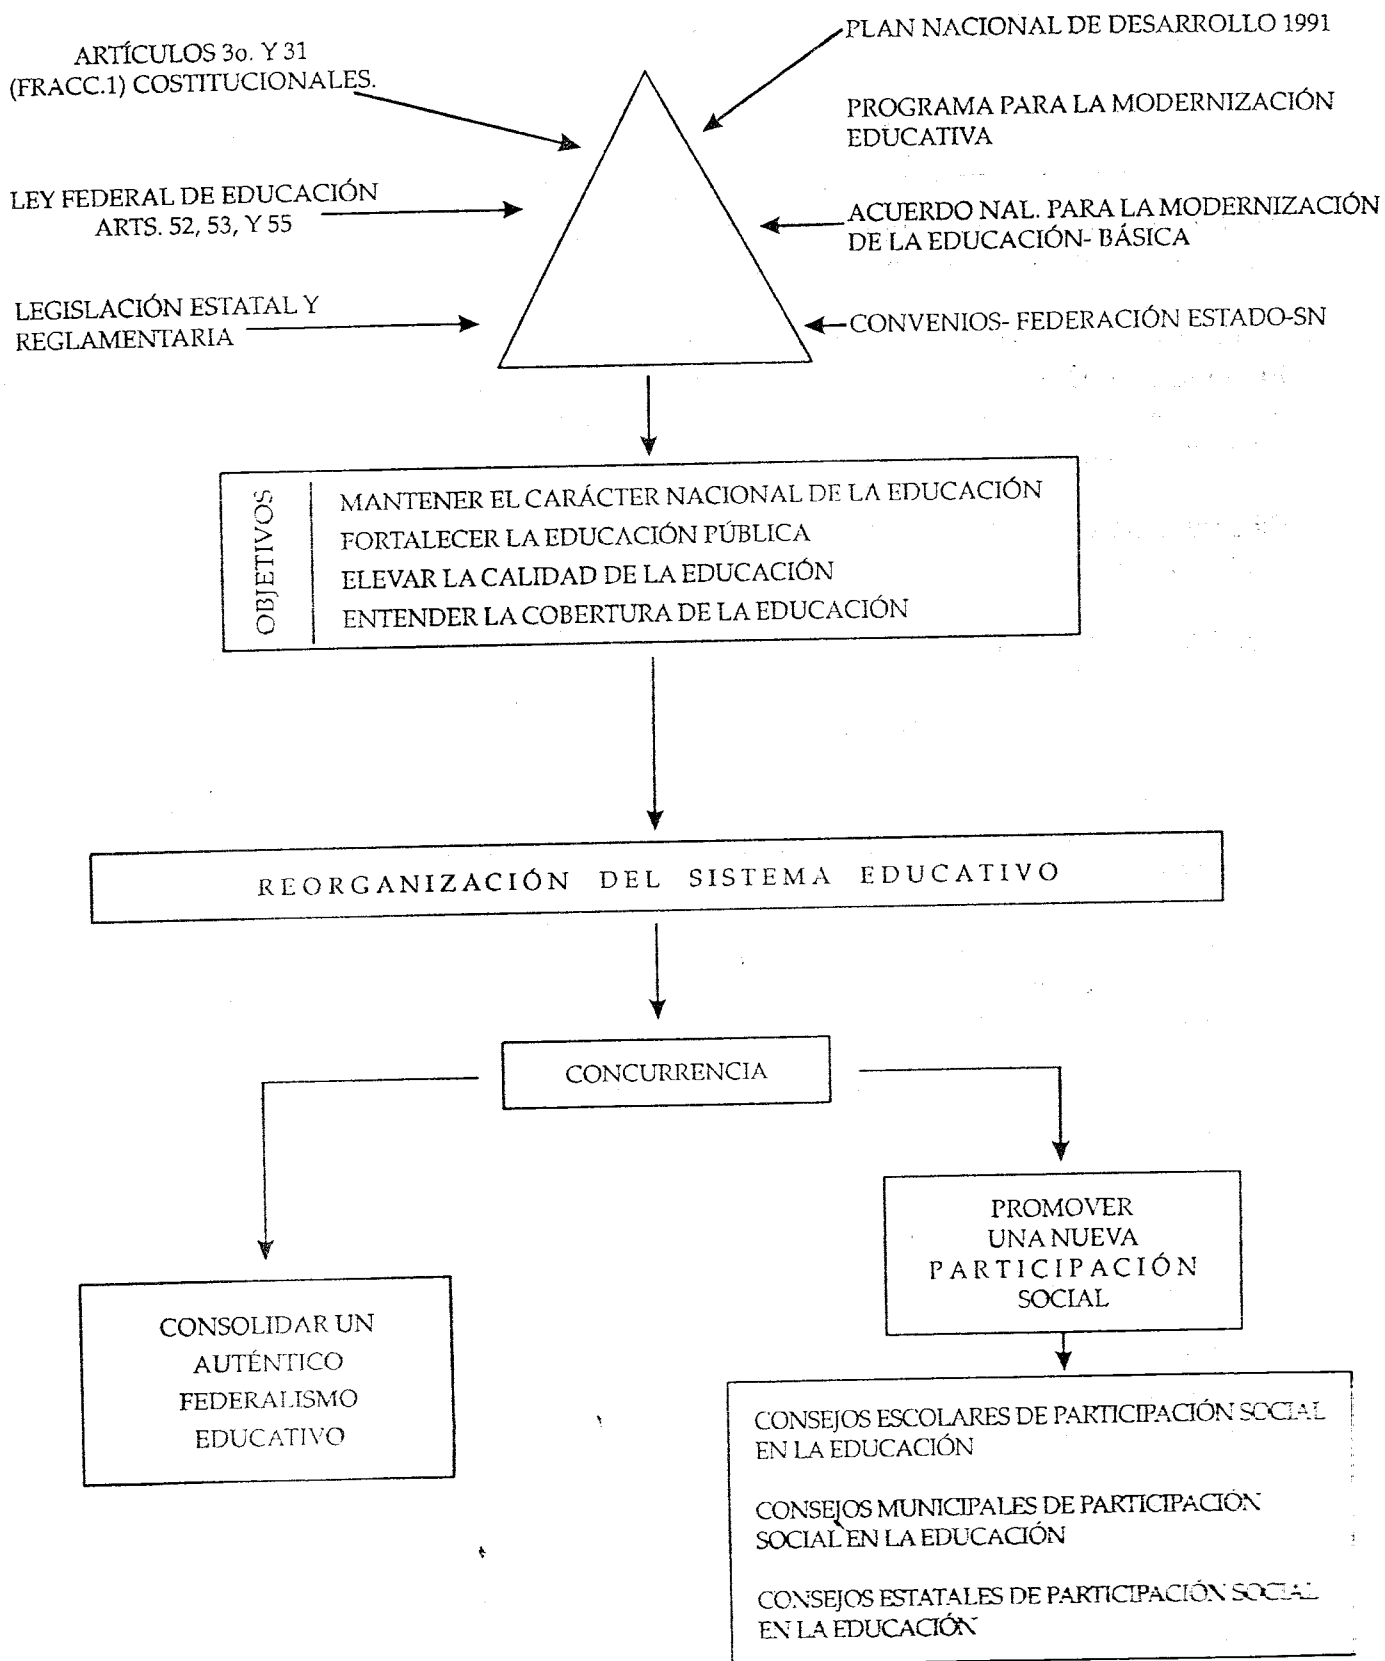 ARTÍCULOS 3o. Y 31
(FRACC.1) COSTITUCIONALES.
LEY FEDERAL DE EDUCACIÓN
ARTS. 52, 53, Y 55
LEGISLACIÓN ESTATAL Y
REGLAMENTARIA
PLAN NACIONAL DE DESARROLLO 1991
PROGRAMA PARA LA MODERNIZACIÓN
EDUCATIVA
ACUERDO NAL. PARA LA MODERNIZACIÓN
DE LA EDUCACIÓN- BÁSICA
CONVENIOS- FEDERACIÓN ESTADO-SN
OBJETIVOS
MANTENER EL CARÁCTER NACIONAL DE LA EDUCACIÓN
FORTALECER LA EDUCACIÓN PÚBLICA
ELEVAR LA CALIDAD DE LA EDUCACIÓN
ENTENDER LA COBERTURA DE LA EDUCACIÓN
REORGANIZACIÓN DEL SISTEMA EDUCATIVO
CONCURRENCIA
CONSOLIDAR UN
AUTÉNTICO
FEDERALISMO
EDUCATIVO
PROMOVER
UNA NUEVA
PARTICIPACIÓN
SOCIAL
CONSEJOS ESCOLARES DE PARTICIPACIÓN SOCIAL
EN LA EDUCACIÓN
CONSEJOS MUNICIPALES DE PARTICIPACIÓN
SOCIAL EN LA EDUCACIÓN
CONSEJOS ESTATALES DE PARTICIPACIÓN SOCIAL
EN LA EDUCACIÓN